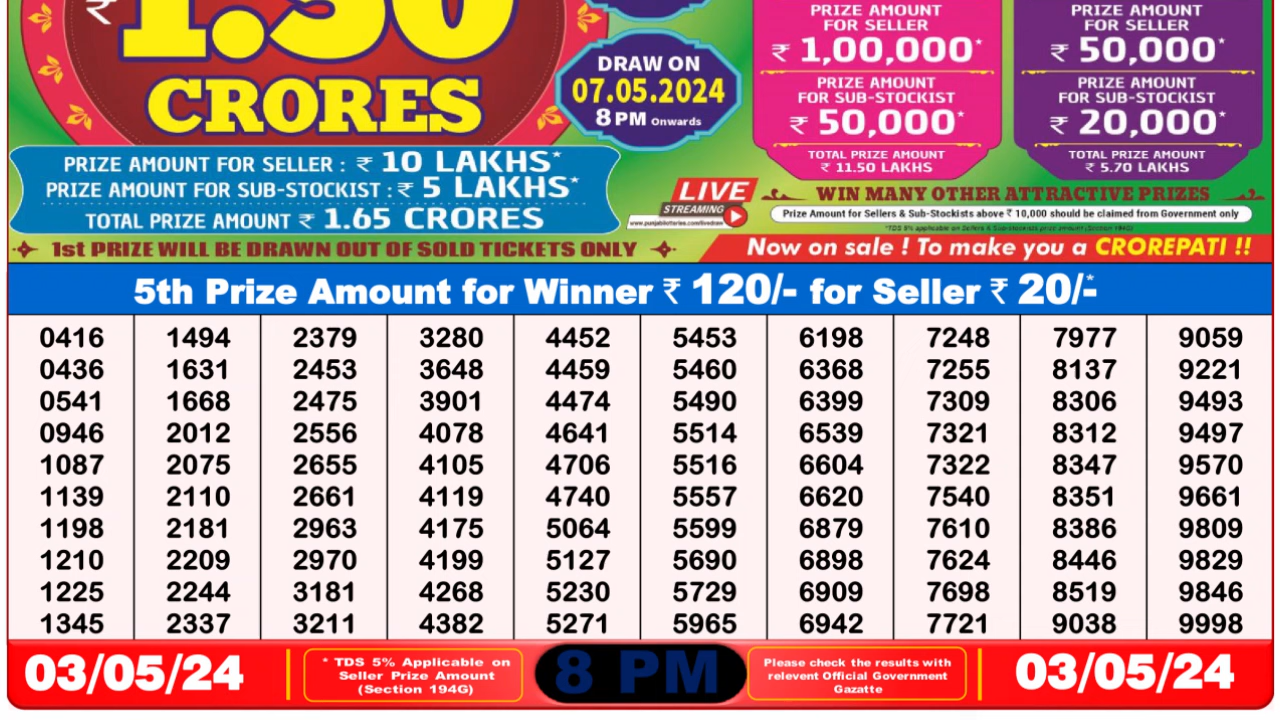 ₹ 1.50
CRORES
DRAW ON
07.05.2024
8 PM Onwards
PRIZE AMOUNT
FOR SELLER
₹ 1,00,000*
PRIZE AMOUNT
FOR SUB-STOCKIST
₹ 50,000*
TOTAL PRIZE AMOUNT
₹ 11.50 LAKHS
PRIZE AMOUNT
FOR SELLER
₹ 50,000*
PRIZE AMOUNT
FOR SUB-STOCKIST
₹ 20,000*
TOTAL PRIZE AMOUNT
₹ 5.70 LAKHS
PRIZE AMOUNT FOR SELLER : ₹ 10 LAKHS*
PRIZE AMOUNT FOR SUB-STOCKIST : ₹ 5 LAKHS*
TOTAL PRIZE AMOUNT ₹ 1.65 CRORES
LIVE
STREAMING
WIN MANY OTHER ATTRACTIVE PRIZES
Prize Amount for Sellers & Sub-Stockists above ₹ 10,000 should be claimed from Government only
1st PRIZE WILL BE DRAWN OUT OF SOLD TICKETS ONLY
Now on sale ! To make you a CROREPATI !!
5th Prize Amount for Winner ₹ 120/- for Seller ₹ 20/-*
0416 1494 2379 3280 4452 5453 6198 7248 7977 9059
0436 1631 2453 3648 4459 5460 6368 7255 8137 9221
0541 1668 2475 3901 4474 5490 6399 7309 8306 9493
0946 2012 2556 4078 4641 5514 6539 7321 8312 9497
1087 2075 2655 4105 4706 5516 6604 7322 8347 9570
1139 2110 2661 4119 4740 5557 6620 7540 8351 9661
1198 2181 2963 4175 5064 5599 6879 7610 8386 9809
1210 2209 2970 4199 5127 5690 6898 7624 8446 9829
1225 2244 3181 4268 5230 5729 6909 7698 8519 9846
1345 2337 3211 4382 5271 5965 6942 7721 9038 9998
03/05/24
* TDS 5% Applicable on
Seller Prize Amount
(Section 194G)
8 PM
Please check the results with
relevent Official Government
Gazatte
03/05/24